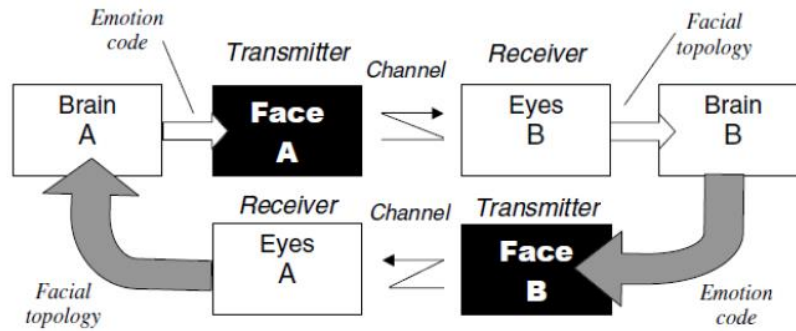 Emotion
code
Transmitter
Channel
Receiver
Facial
topology
Brain
A
Face
A
Eyes
B
Brain
B
Receiver
Channel
Transmitter
Eyes
A
Face
B
Facial
topology
Emotion
code